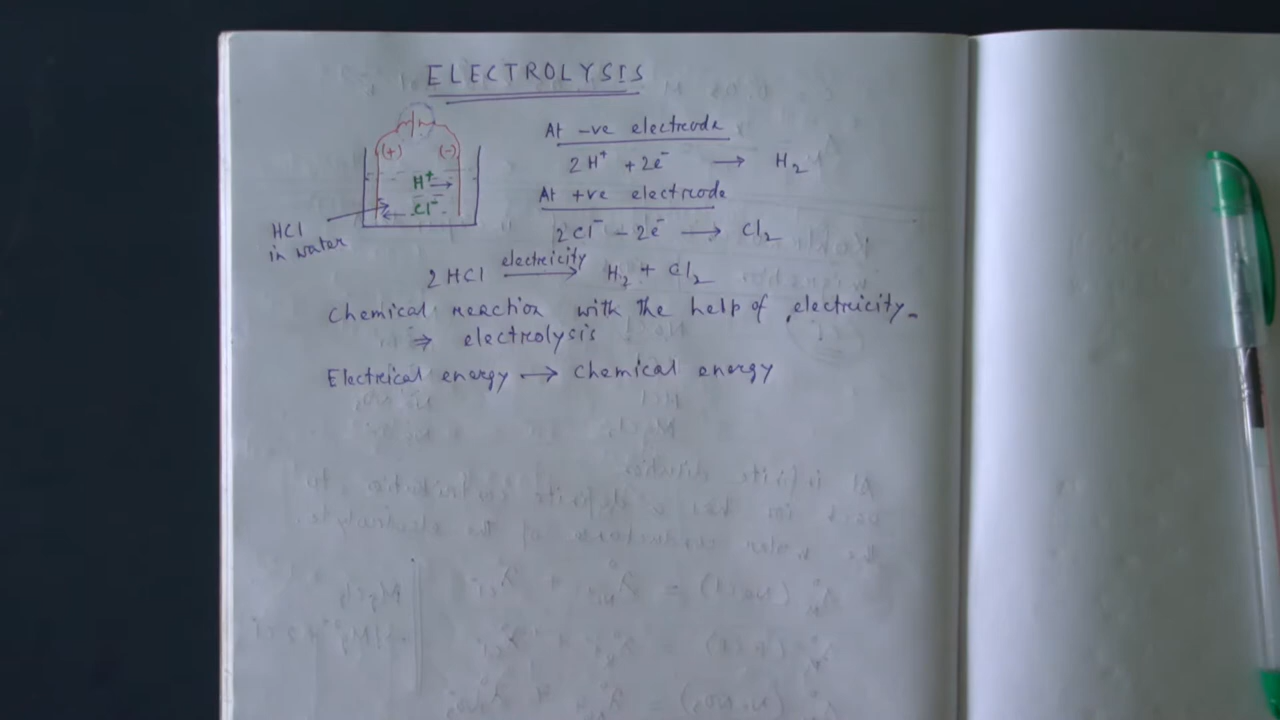 ELECTROLYSIS
(+) (-)
H⁺ →
← Cl⁻
HCl
in water
At -ve electrode
2H⁺ + 2e⁻ → H₂
At +ve electrode
2Cl⁻ - 2e⁻ → Cl₂
2HCl electricity → H₂ + Cl₂
Chemical reaction with the help of electricity.
⇒ electrolysis
Electrical energy → Chemical energy